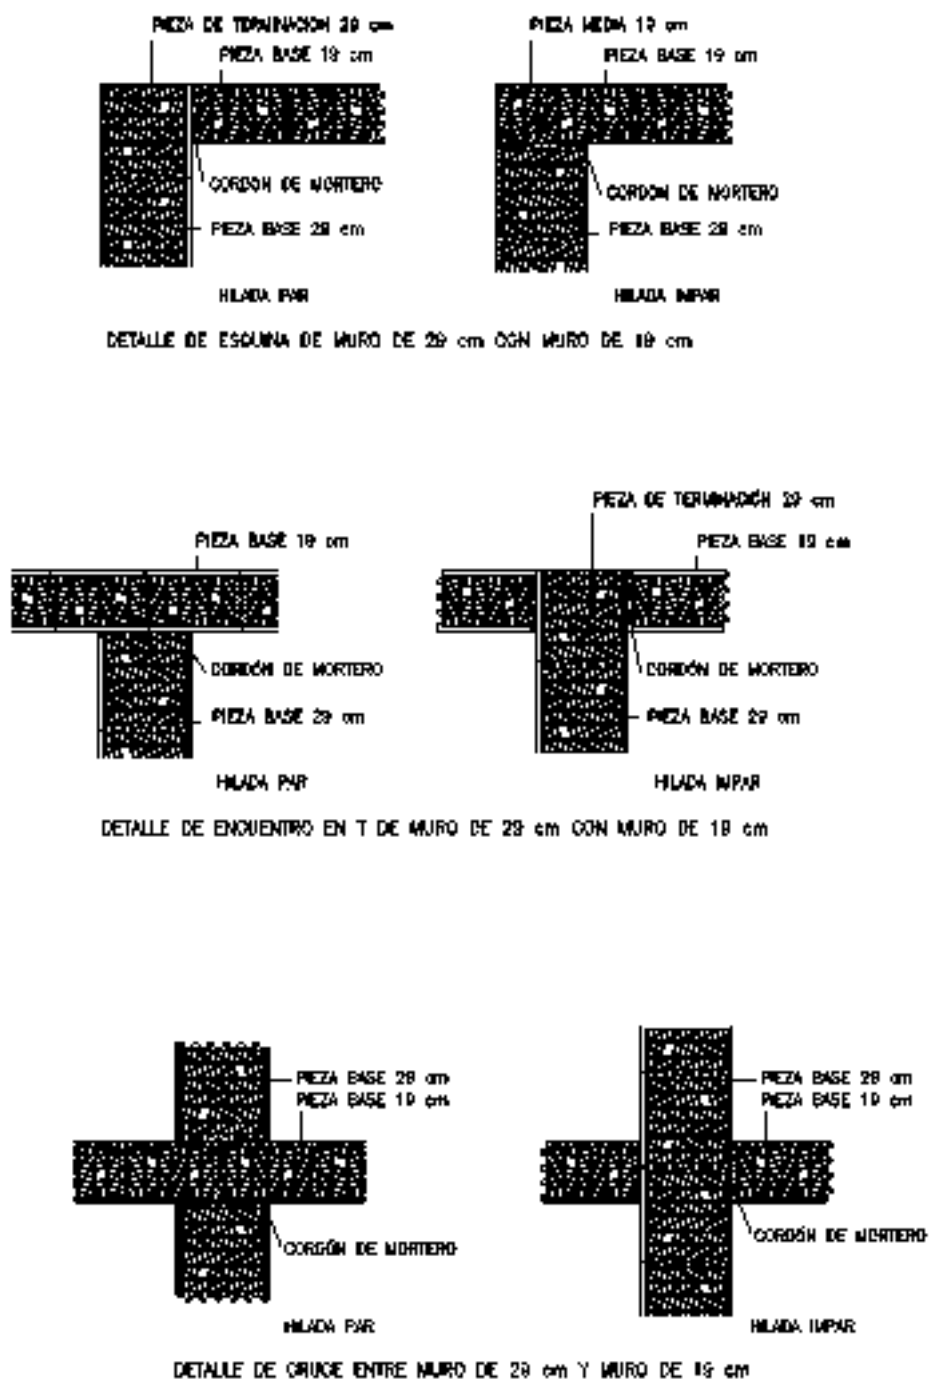 PIEZA DE TERMINACION 29 cm
PIEZA BASE 19 cm
CORDON DE MORTERO
PIEZA BASE 29 cm
HILADA PAR
PIEZA MEDIA 19 cm
PIEZA BASE 19 cm
CORDON DE MORTERO
PIEZA BASE 29 cm
HILADA IMPAR
DETALLE DE ESQUINA DE MURO DE 29 cm CON MURO DE 19 cm
PIEZA BASE 19 cm
CORDÓN DE MORTERO
PIEZA BASE 29 cm
HILADA PAR
PIEZA DE TERMINACIÓN 29 cm
PIEZA BASE 19 cm
CORDÓN DE MORTERO
PIEZA BASE 29 cm
HILADA IMPAR
DETALLE DE ENCUENTRO EN T DE MURO DE 29 cm CON MURO DE 19 cm
PIEZA BASE 29 cm
PIEZA BASE 19 cm
CORDÓN DE MORTERO
HILADA PAR
PIEZA BASE 29 cm
PIEZA BASE 19 cm
CORDÓN DE MORTERO
HILADA IMPAR
DETALLE DE CRUCE ENTRE MURO DE 29 cm Y MURO DE 19 cm